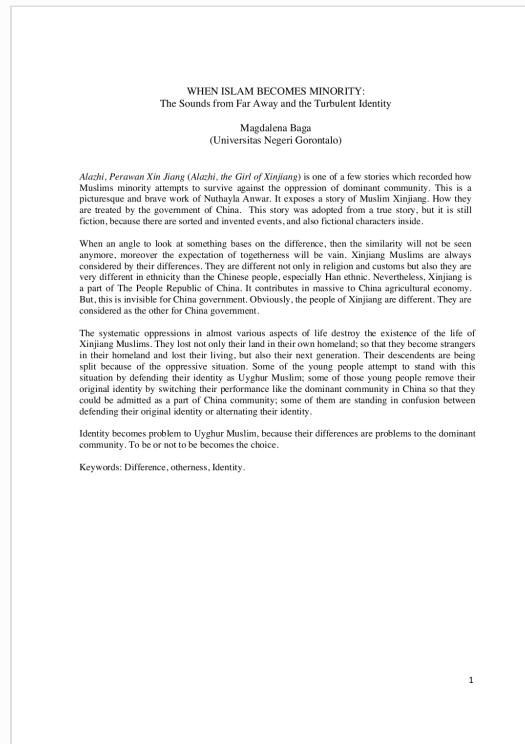 WHEN ISLAM BECOMES MINORITY:
The Sounds from Far Away and the Turbulent Identity
Magdalena Baga
(Universitas Negeri Gorontalo)
Alazhi, Perawan Xin Jiang (Alazhi, the Girl of Xinjiang) is one of a few stories which recorded how
Muslims minority attempts to survive against the oppression of dominant community. This is a
picturesque and brave work of Nuthayla Anwar. It exposes a story of Muslim Xinjiang. How they
are treated by the government of China. This story was adopted from a true story, but it is still
fiction, because there are sorted and invented events, and also fictional characters inside.
When an angle to look at something bases on the difference, then the similarity will not be seen
anymore, moreover the expectation of togetherness will be vain. Xinjiang Muslims are always
considered by their differences. They are different not only in religion and customs but also they are
very different in ethnicity than the Chinese people, especially Han ethnic. Nevertheless, Xinjiang is
a part of The People Republic of China. It contributes in massive to China agricultural economy.
But, this is invisible for China government. Obviously, the people of Xinjiang are different. They are
considered as the other for China government.
The systematic oppressions in almost various aspects of life destroy the existence of the life of
Xinjiang Muslims. They lost not only their land in their own homeland; so that they become strangers
in their homeland and lost their living, but also their next generation. Their descendents are being
split because of the oppressive situation. Some of the young people attempt to stand with this
situation by defending their identity as Uyghur Muslim; some of those young people remove their
original identity by switching their performance like the dominant community in China so that they
could be admitted as a part of China community; some of them are standing in confusion between
defending their original identity or alternating their identity.
Identity becomes problem to Uyghur Muslim, because their differences are problems to the dominant
community. To be or not to be becomes the choice.
Keywords: Difference, otherness, Identity.
1